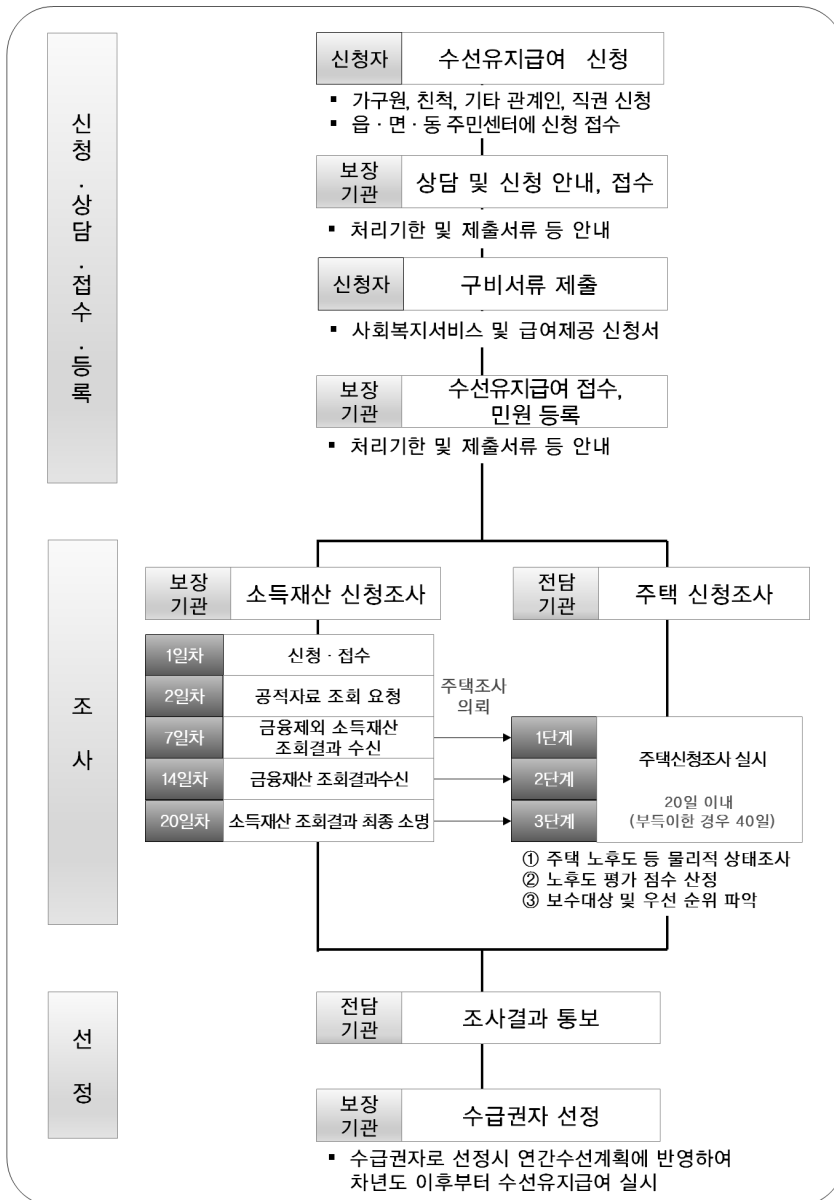 신청·상담·접수·등록
신청자 수선유지급여 신청
▪ 가구원, 친척, 기타 관계인, 직권 신청
▪ 읍·면·동 주민센터에 신청 접수
보장기관 상담 및 신청 안내, 접수
▪ 처리기한 및 제출서류 등 안내
신청자 구비서류 제출
▪ 사회복지서비스 및 급여제공 신청서
보장기관 수선유지급여 접수,
민원 등록
▪ 처리기한 및 제출서류 등 안내
조사
보장기관 소득재산 신청조사
1일차 신청·접수
2일차 공적자료 조회 요청
7일차 금융제외 소득재산
조회결과 수신
14일차 금융재산 조회결과수신
20일차 소득재산 조회결과 최종 소명
주택조사
의뢰
전담기관 주택 신청조사
1단계
2단계
3단계
주택신청조사 실시
20일 이내
(부득이한 경우 40일)
① 주택 노후도 등 물리적 상태조사
② 노후도 평가 점수 산정
③ 보수대상 및 우선 순위 파악
선정
전담기관 조사결과 통보
보장기관 수급권자 선정
▪ 수급권자로 선정시 연간수선계획에 반영하여
차년도 이후부터 수선유지급여 실시